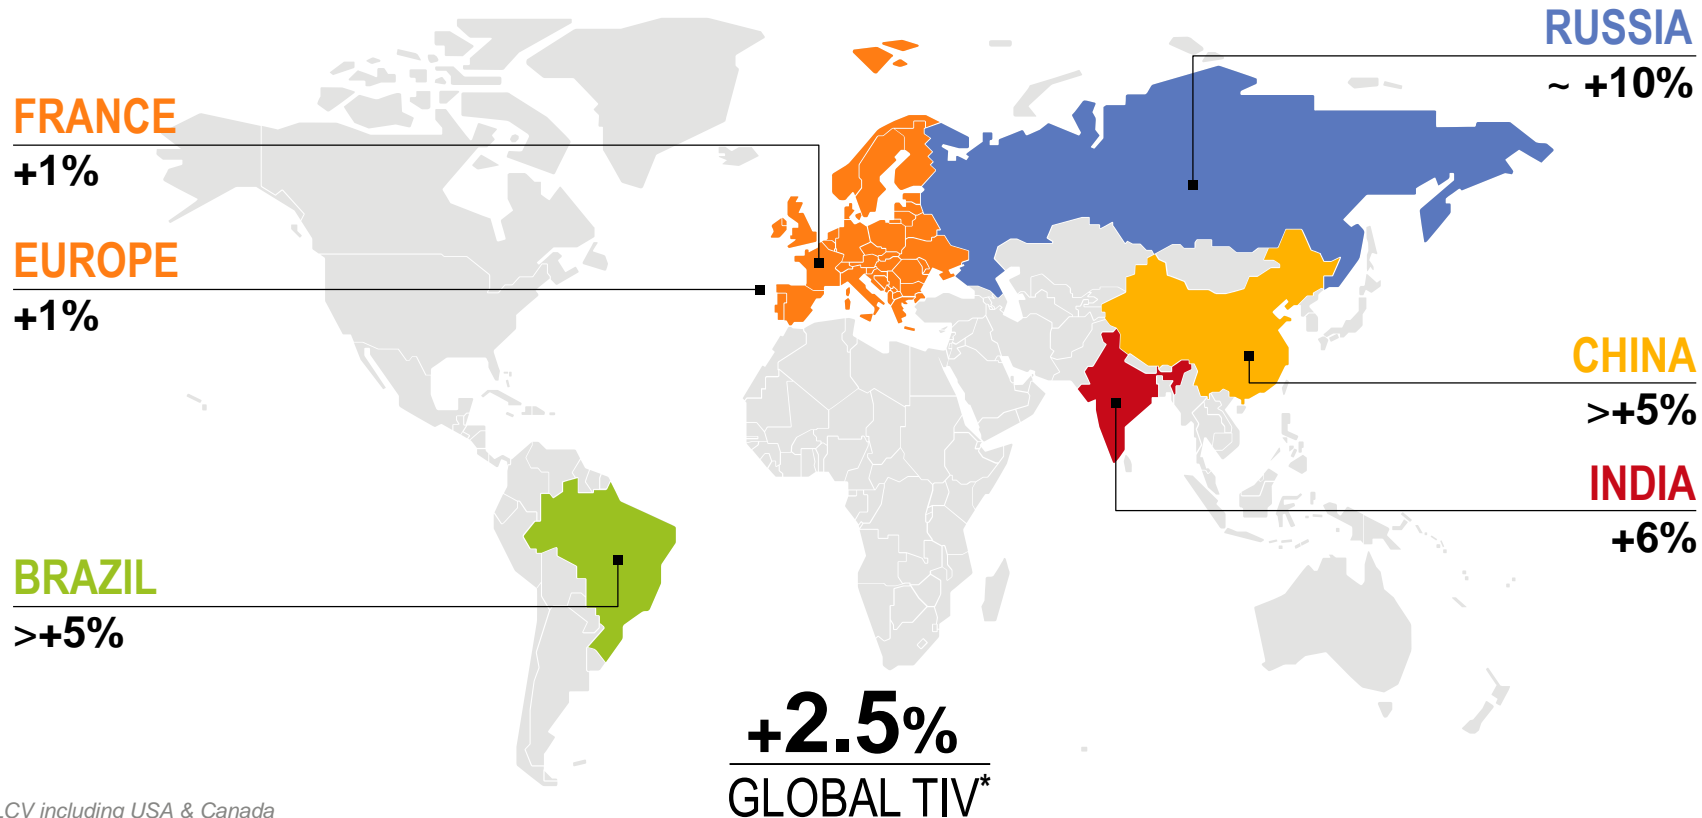 FRANCE
+1%
EUROPE
+1%
BRAZIL
>+5%
RUSSIA
~ +10%
CHINA
>+5%
INDIA
+6%
+2.5%
GLOBAL TIV*
LCV including USA & Canada